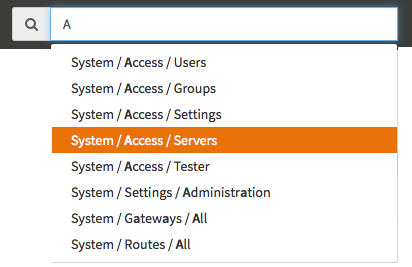 A
System / Access / Users
System / Access / Groups
System / Access / Settings
System / Access / Servers
System / Access / Tester
System / Settings / Administration
System / Gateways / All
System / Routes / All